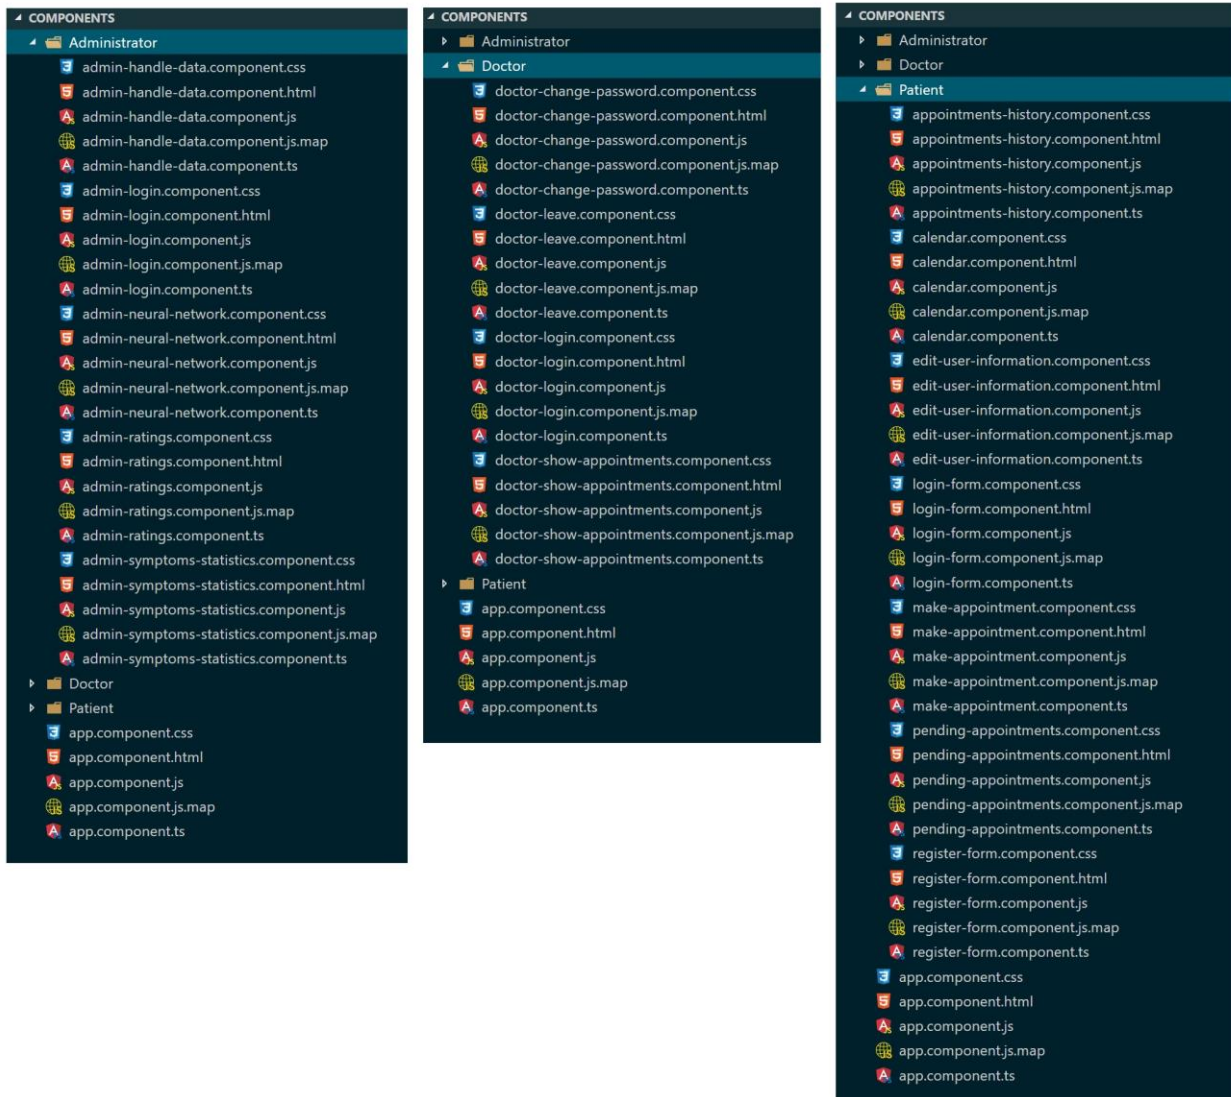 COMPONENTS
Administrator
admin-handle-data.component.css
admin-handle-data.component.html
admin-handle-data.component.js
admin-handle-data.component.js.map
admin-handle-data.component.ts
admin-login.component.css
admin-login.component.html
admin-login.component.js
admin-login.component.js.map
admin-login.component.ts
admin-neural-network.component.css
admin-neural-network.component.html
admin-neural-network.component.js
admin-neural-network.component.js.map
admin-neural-network.component.ts
admin-ratings.component.css
admin-ratings.component.html
admin-ratings.component.js
admin-ratings.component.js.map
admin-ratings.component.ts
admin-symptoms-statistics.component.css
admin-symptoms-statistics.component.html
admin-symptoms-statistics.component.js
admin-symptoms-statistics.component.js.map
admin-symptoms-statistics.component.ts
Doctor
Patient
app.component.css
app.component.html
app.component.js
app.component.js.map
app.component.ts
COMPONENTS
Administrator
Doctor
doctor-change-password.component.css
doctor-change-password.component.html
doctor-change-password.component.js
doctor-change-password.component.js.map
doctor-change-password.component.ts
doctor-leave.component.css
doctor-leave.component.html
doctor-leave.component.js
doctor-leave.component.js.map
doctor-leave.component.ts
doctor-login.component.css
doctor-login.component.html
doctor-login.component.js
doctor-login.component.js.map
doctor-login.component.ts
doctor-show-appointments.component.css
doctor-show-appointments.component.html
doctor-show-appointments.component.js
doctor-show-appointments.component.js.map
doctor-show-appointments.component.ts
Patient
app.component.css
app.component.html
app.component.js
app.component.js.map
app.component.ts
COMPONENTS
Administrator
Doctor
Patient
appointments-history.component.css
appointments-history.component.html
appointments-history.component.js
appointments-history.component.js.map
appointments-history.component.ts
calendar.component.css
calendar.component.html
calendar.component.js
calendar.component.js.map
calendar.component.ts
edit-user-information.component.css
edit-user-information.component.html
edit-user-information.component.js
edit-user-information.component.js.map
edit-user-information.component.ts
login-form.component.css
login-form.component.html
login-form.component.js
login-form.component.js.map
login-form.component.ts
make-appointment.component.css
make-appointment.component.html
make-appointment.component.js
make-appointment.component.js.map
make-appointment.component.ts
pending-appointments.component.css
pending-appointments.component.html
pending-appointments.component.js
pending-appointments.component.js.map
pending-appointments.component.ts
register-form.component.css
register-form.component.html
register-form.component.js
register-form.component.js.map
register-form.component.ts
app.component.css
app.component.html
app.component.js
app.component.js.map
app.component.ts